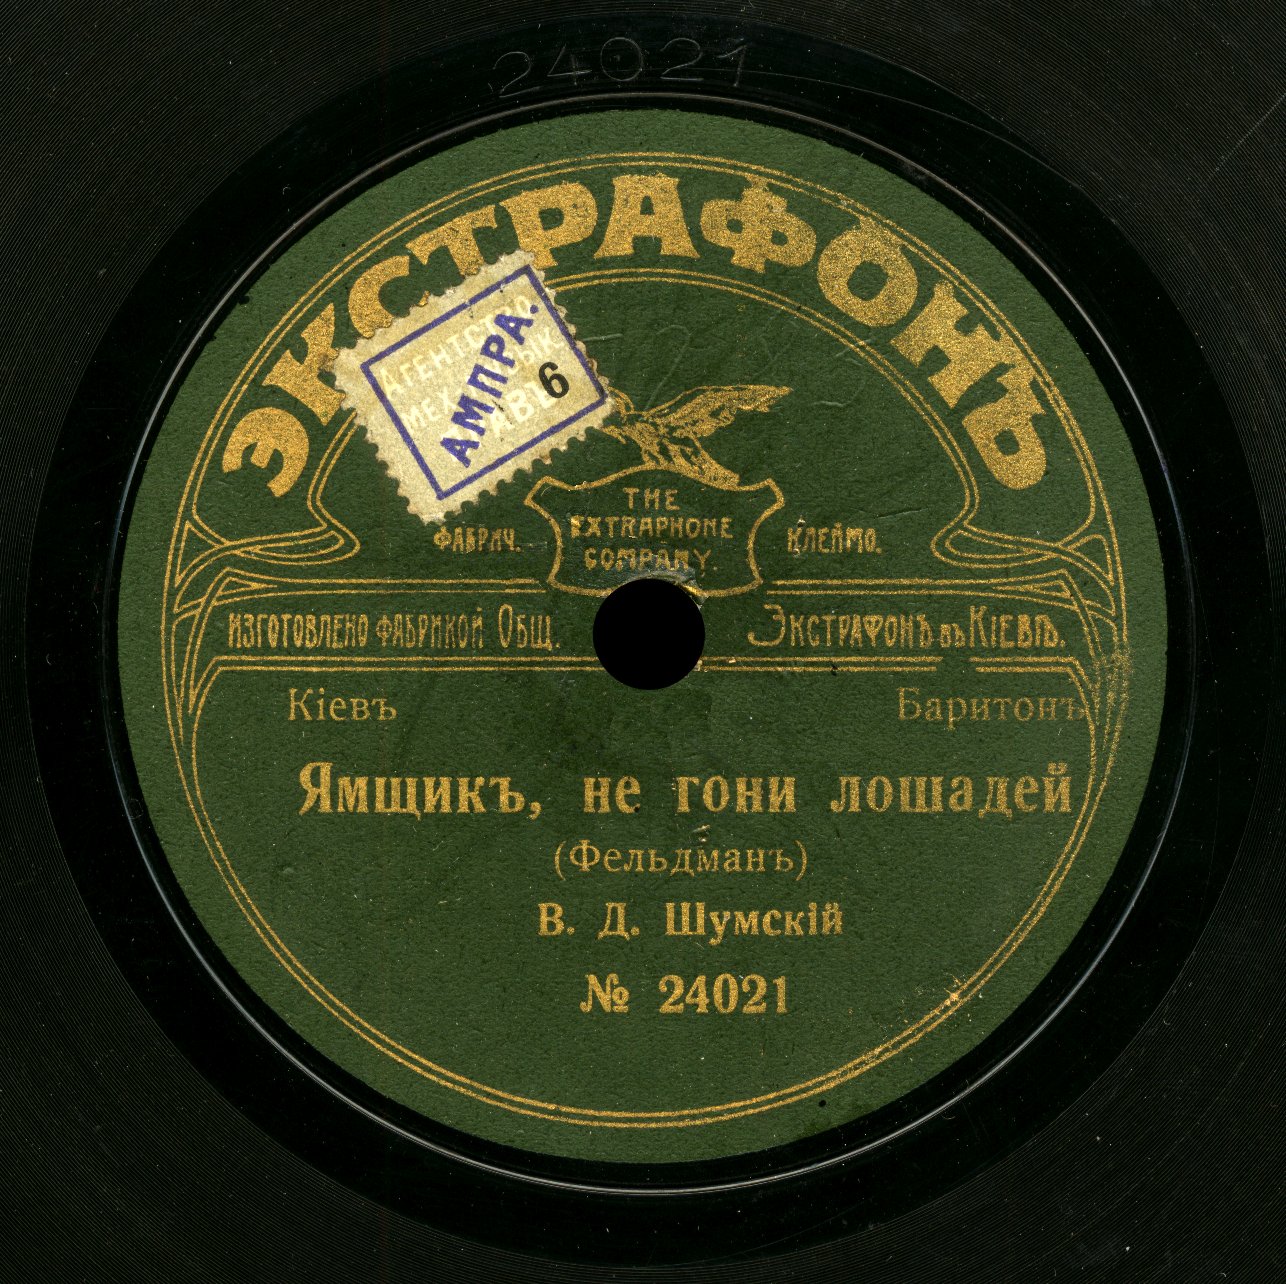 24021
ЭКСТРАФОНЪ
АГЕНТСТВО
АМПРА.
6
THE
EXTRAPHONE
COMPANY.
ФАБРИЧ. КЛЕЙМО.
ИЗГОТОВЛЕНО ФАБРИКОЙ ОБЩ. ЭКСТРАФОНЪ ВЪ КІЕВѢ.
Кіевъ Баритонъ
Ямщикъ, не гони лошадей
(Фельдманъ)
В. Д. Шумскій
№ 24021